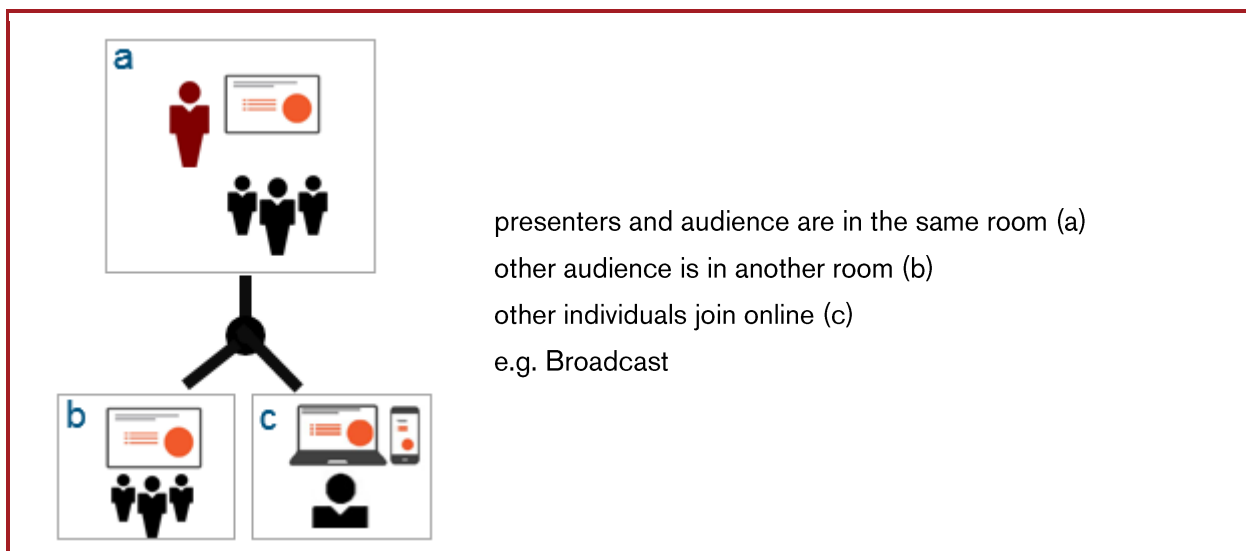 a
presenters and audience are in the same room (a)
other audience is in another room (b)
other individuals join online (c)
e.g. Broadcast
b
c